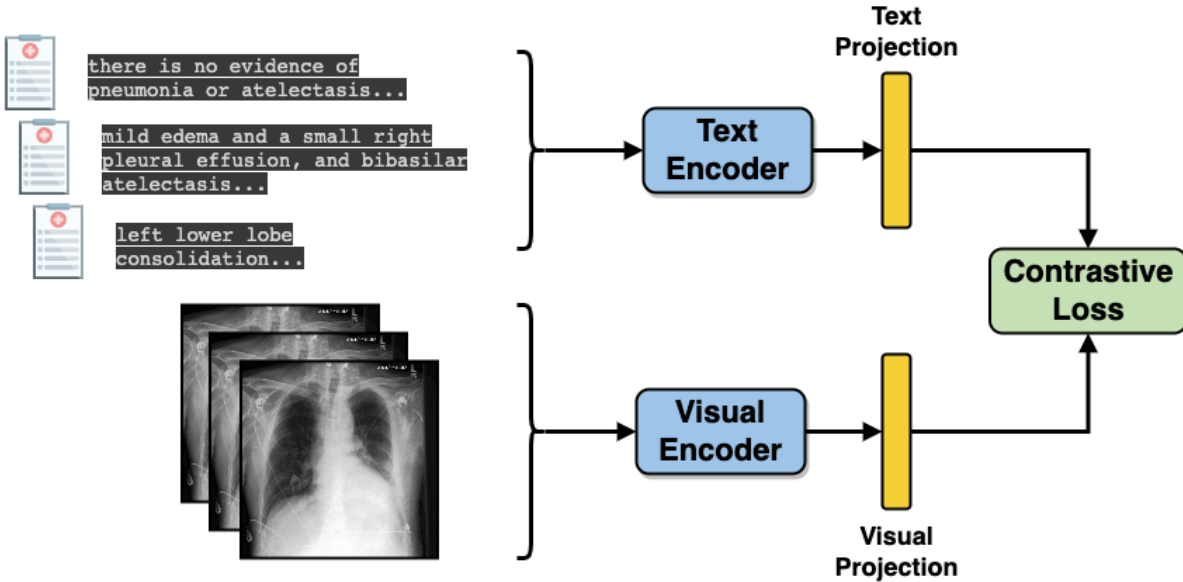 there is no evidence of
pneumonia or atelectasis...
mild edema and a small right
pleural effusion, and bibasilar
atelectasis...
left lower lobe
consolidation...
Text
Encoder
Text
Projection
Contrastive
Loss
Visual
Encoder
Visual
Projection